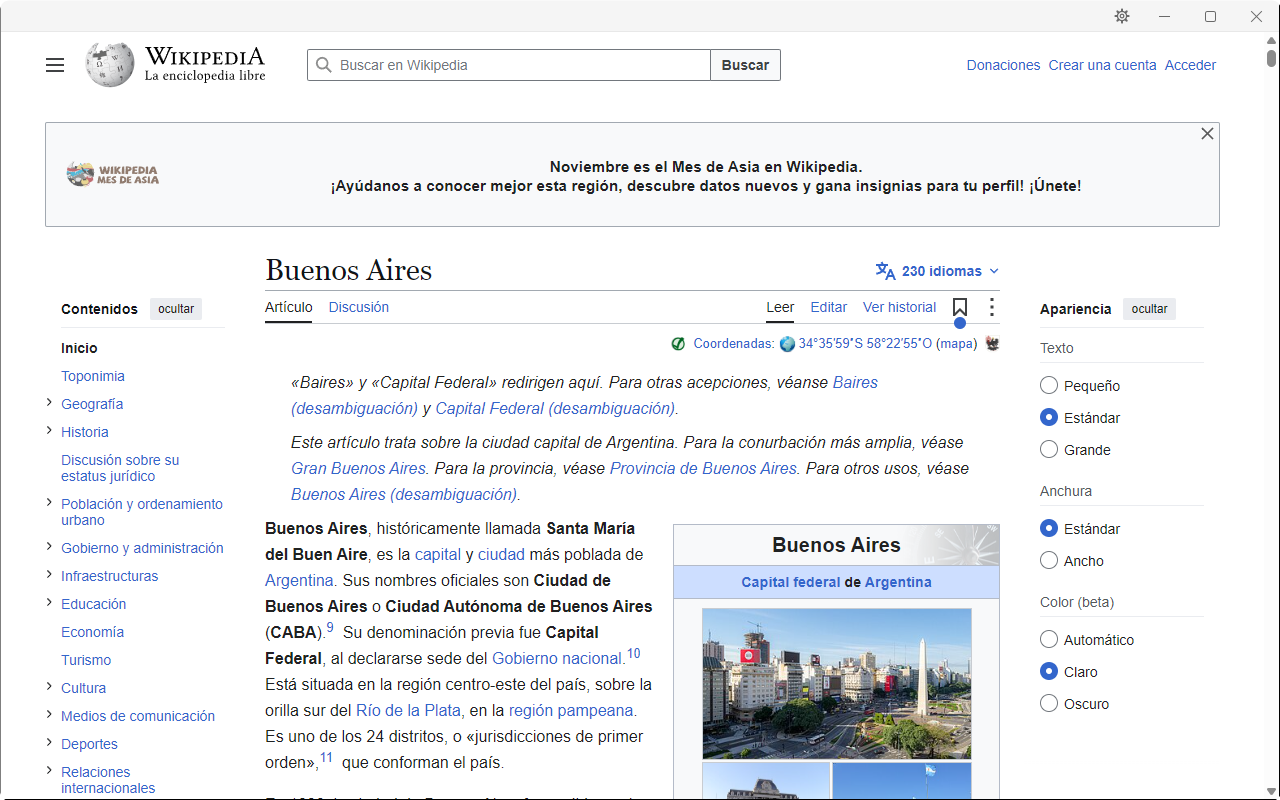 WIKIPEDIA
La enciclopedia libre
Buscar en Wikipedia
Buscar
Donaciones Crear una cuenta Acceder
WIKIPEDIA
MES DE ASIA
Noviembre es el Mes de Asia en Wikipedia.
¡Ayúdanos a conocer mejor esta región, descubre datos nuevos y gana insignias para tu perfil! ¡Únete!
Contenidos ocultar
Inicio
Toponimia
Geografía
Historia
Discusión sobre su
estatus jurídico
Población y ordenamiento
urbano
Gobierno y administración
Infraestructuras
Educación
Economía
Turismo
Cultura
Medios de comunicación
Deportes
Relaciones
internacionales
Buenos Aires
230 idiomas
Artículo Discusión
Leer Editar Ver historial
Coordenadas: 34°35′59″S 58°22′55″O (mapa)
«Baires» y «Capital Federal» redirigen aquí. Para otras acepciones, véanse Baires
(desambiguación) y Capital Federal (desambiguación).
Este artículo trata sobre la ciudad capital de Argentina. Para la conurbación más amplia, véase
Gran Buenos Aires. Para la provincia, véase Provincia de Buenos Aires. Para otros usos, véase
Buenos Aires (desambiguación).
Buenos Aires, históricamente llamada Santa María
del Buen Aire, es la capital y ciudad más poblada de
Argentina. Sus nombres oficiales son Ciudad de
Buenos Aires o Ciudad Autónoma de Buenos Aires
(CABA).9 Su denominación previa fue Capital
Federal, al declararse sede del Gobierno nacional.10
Está situada en la región centro-este del país, sobre la
orilla sur del Río de la Plata, en la región pampeana.
Es uno de los 24 distritos, o «jurisdicciones de primer
orden»,11 que conforman el país.
Buenos Aires
Capital federal de Argentina
Apariencia ocultar
Texto
Pequeño
Estándar
Grande
Anchura
Estándar
Ancho
Color (beta)
Automático
Claro
Oscuro